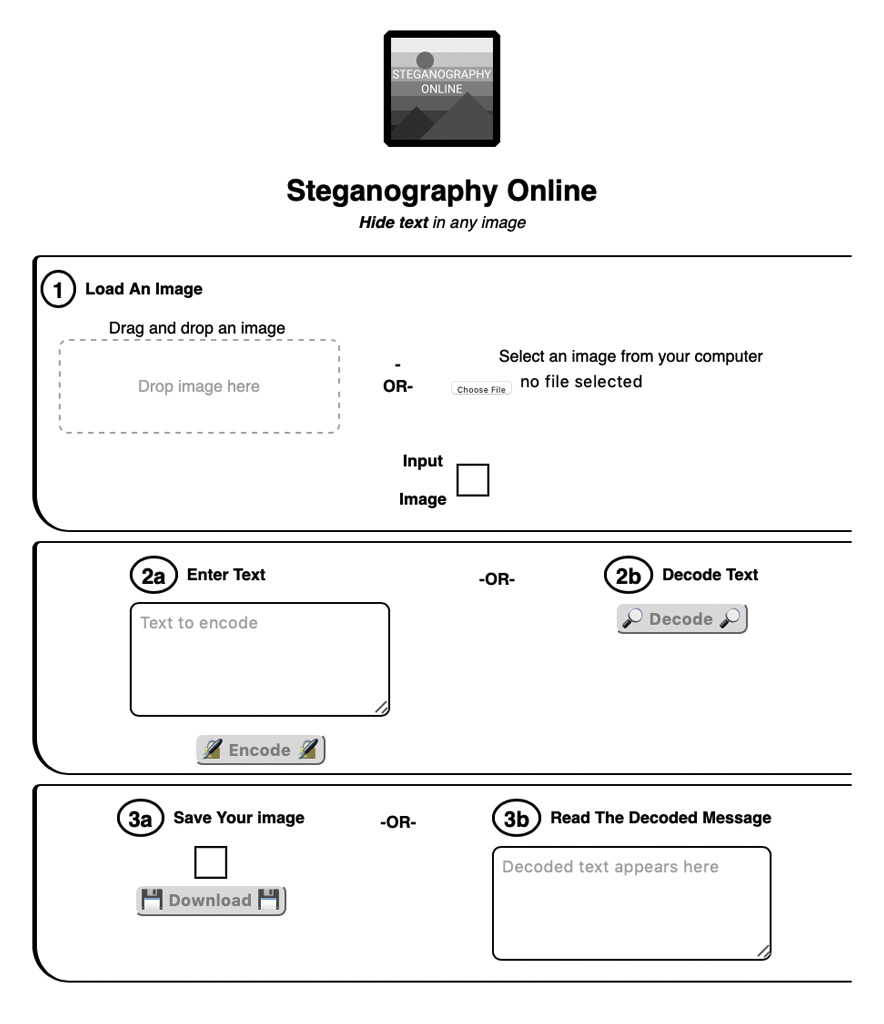 STEGANOGRAPHY
ONLINE
Steganography Online
Hide text in any image
1 Load An Image
Drag and drop an image
Drop image here
-
OR-
Select an image from your computer
Choose File no file selected
Input
Image
2a Enter Text
Text to encode
Encode
-OR-
2b Decode Text
Decode
3a Save Your image
Download
-OR-
3b Read The Decoded Message
Decoded text appears here